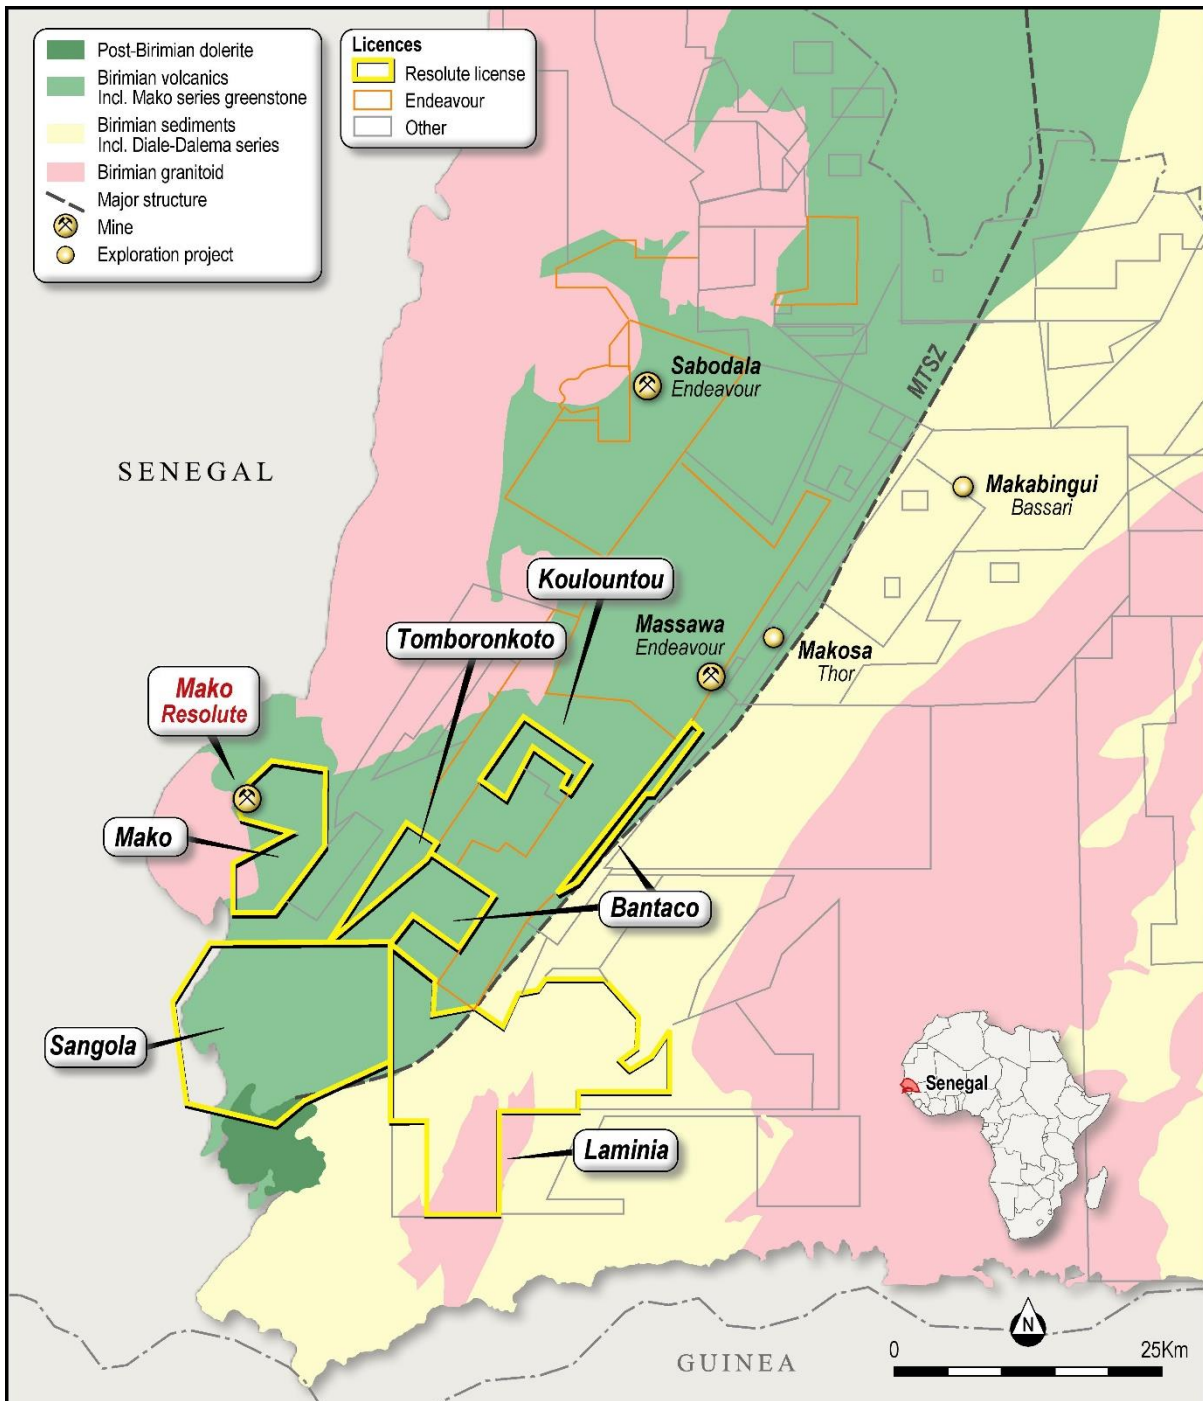 Post-Birimian dolerite
Birimian volcanics
Incl. Mako series greenstone
Birimian sediments
Incl. Diale-Dalema series
Birimian granitoid
Major structure
Mine
Exploration project
Licences
Resolute license
Endeavour
Other
MTSZ
Sabodala
Endeavour
SENEGAL
Makabingui
Bassari
Koulountou
Tomboronkoto
Massawa
Endeavour
Makosa
Thor
Mako
Resolute
Mako
Bantaco
Sangola
Senegal
Laminia
N
0
25Km
GUINEA